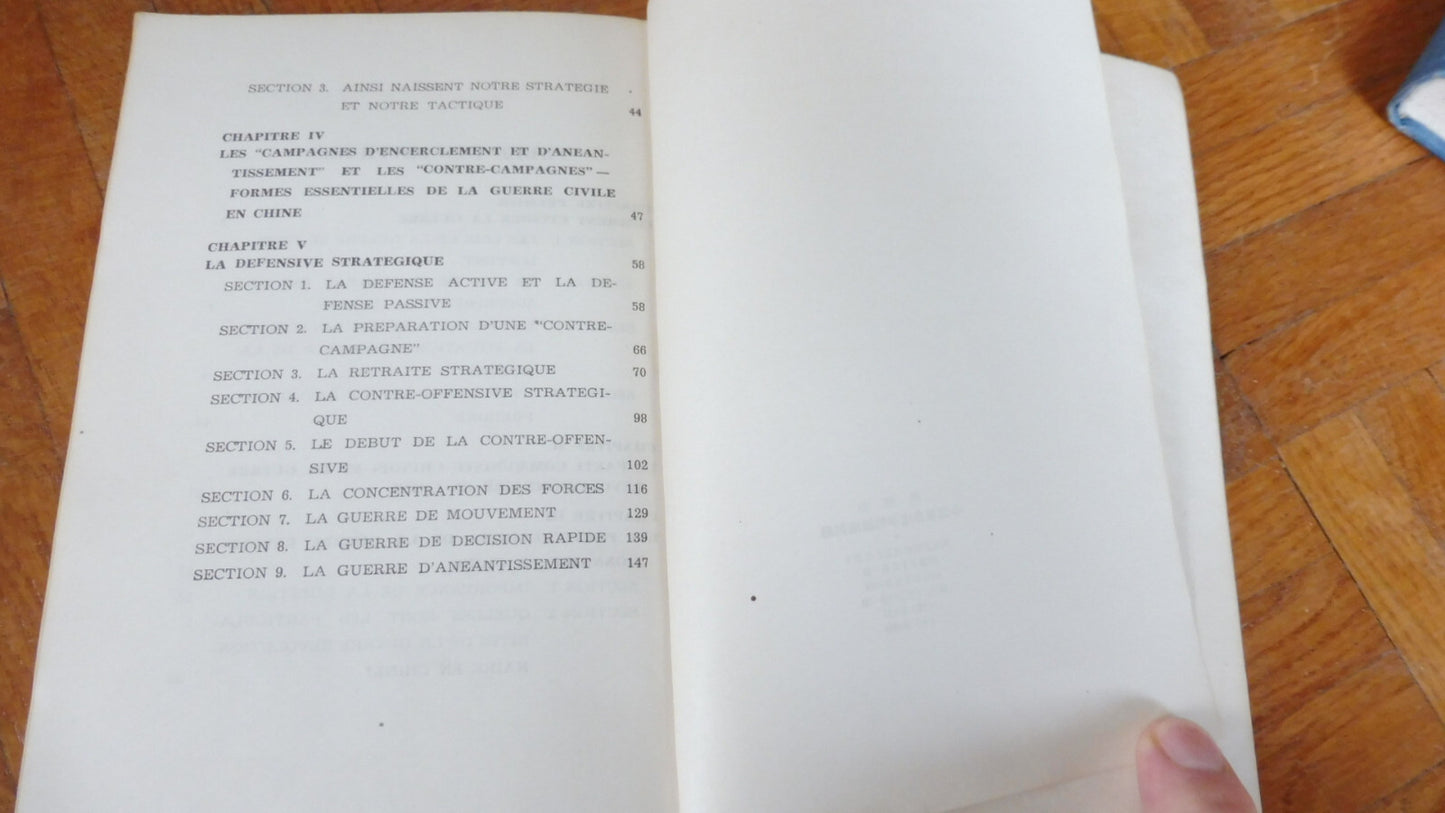 SECTION 3. AINSI NAISSENT NOTRE STRATEGIE
ET NOTRE TACTIQUE 44
CHAPITRE IV
LES "CAMPAGNES D'ENCERCLEMENT ET D'ANEAN-
TISSEMENT" ET LES "CONTRE-CAMPAGNES"—
FORMES ESSENTIELLES DE LA GUERRE CIVILE
EN CHINE 47
CHAPITRE V
LA DEFENSIVE STRATEGIQUE 58
SECTION 1. LA DEFENSE ACTIVE ET LA DE-
FENSE PASSIVE 58
SECTION 2. LA PREPARATION D'UNE "CONTRE-
CAMPAGNE" 66
SECTION 3. LA RETRAITE STRATEGIQUE 70
SECTION 4. LA CONTRE-OFFENSIVE STRATEGI-
QUE 98
SECTION 5. LE DEBUT DE LA CONTRE-OFFEN-
SIVE 102
SECTION 6. LA CONCENTRATION DES FORCES 116
SECTION 7. LA GUERRE DE MOUVEMENT 129
SECTION 8. LA GUERRE DE DECISION RAPIDE 139
SECTION 9. LA GUERRE D'ANEANTISSEMENT 147